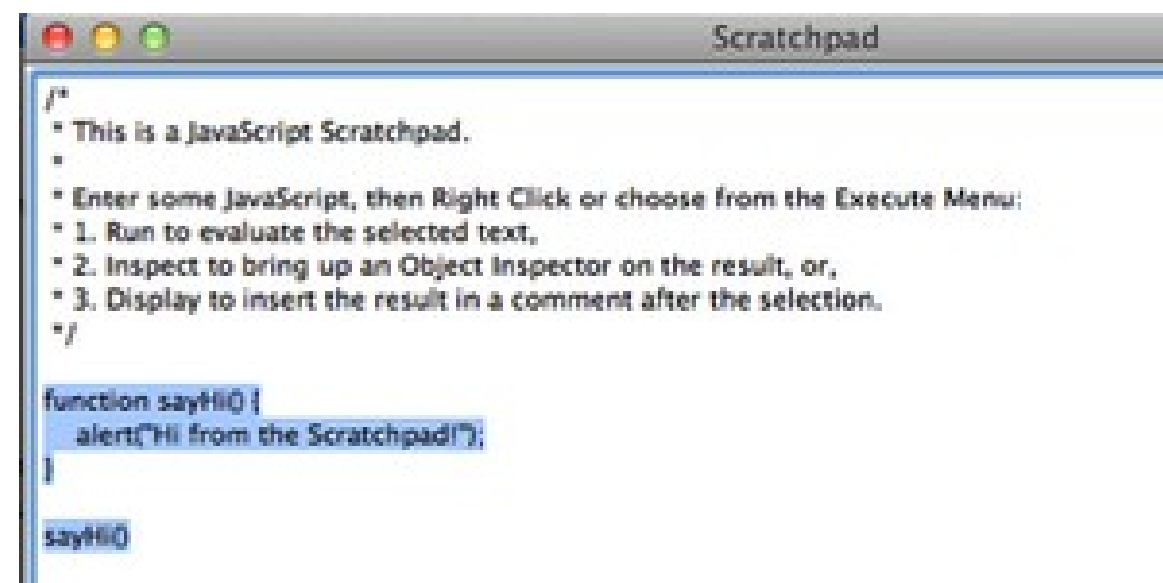 Scratchpad
/*
* This is a JavaScript Scratchpad.
*
* Enter some JavaScript, then Right Click or choose from the Execute Menu:
* 1. Run to evaluate the selected text,
* 2. Inspect to bring up an Object Inspector on the result, or,
* 3. Display to insert the result in a comment after the selection.
*/
function sayHi() {
alert("Hi from the Scratchpad!");
}
sayHi()